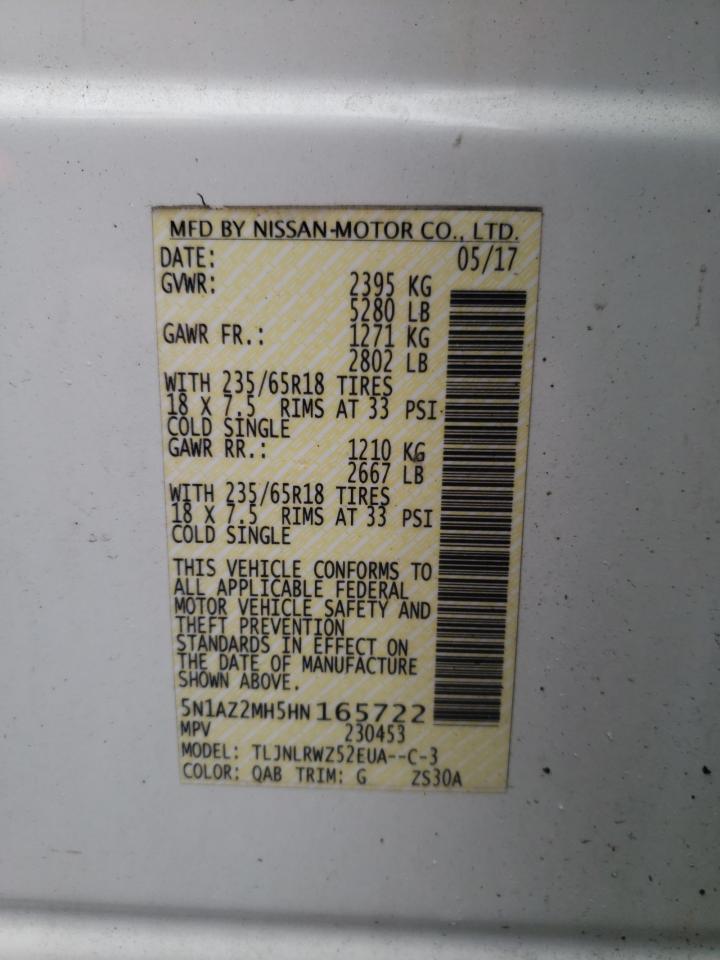 MFD BY NISSAN-MOTOR CO., LTD.
DATE: 05/17
GVWR: 2395 KG
5280 LB
GAWR FR.: 1271 KG
2802 LB
WITH 235/65R18 TIRES
18 X 7.5 RIMS AT 33 PSI
COLD SINGLE
GAWR RR.: 1210 KG
2667 LB
WITH 235/65R18 TIRES
18 X 7.5 RIMS AT 33 PSI
COLD SINGLE
THIS VEHICLE CONFORMS TO
ALL APPLICABLE FEDERAL
MOTOR VEHICLE SAFETY AND
THEFT PREVENTION
STANDARDS IN EFFECT ON
THE DATE OF MANUFACTURE
SHOWN ABOVE.
5N1AZ2MH5HN165722
MPV 230453
MODEL: TLJNLRWZ52EUA--C-3
COLOR: QAB TRIM: G ZS30A